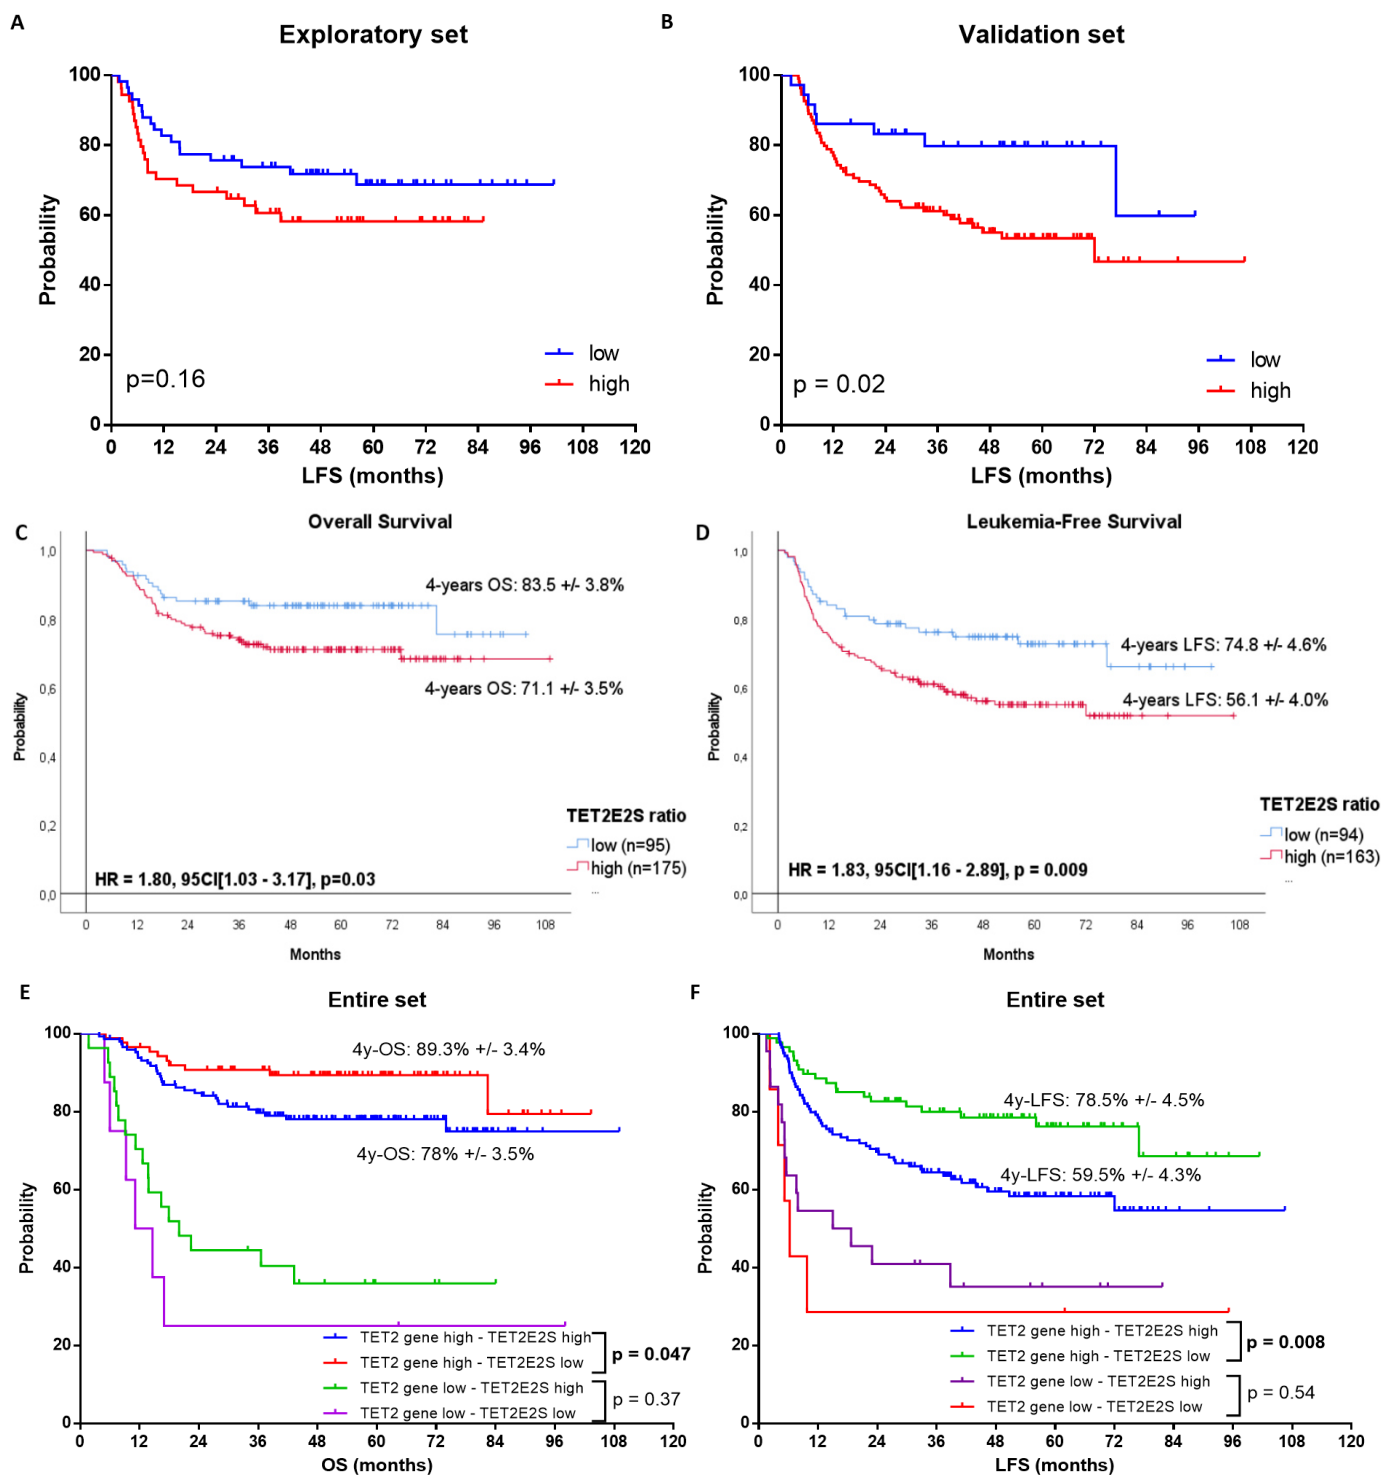 A
Exploratory set
100
80
60
40
20
0
Probability
p=0.16
low
high
0 12 24 36 48 60 72 84 96 108 120
LFS (months)
B
Validation set
100
80
60
40
20
0
Probability
p = 0.02
low
high
0 12 24 36 48 60 72 84 96 108 120
LFS (months)
C
Overall Survival
1,0
0,8
0,6
0,4
0,2
0,0
Probability
4-years OS: 83.5 +/- 3.8%
4-years OS: 71.1 +/- 3.5%
TET2E2S ratio
low (n=95)
high (n=175)
...
HR = 1.80, 95CI[1.03 - 3.17], p=0.03
0 12 24 36 48 60 72 84 96 108
Months
D
Leukemia-Free Survival
1,0
0,8
0,6
0,4
0,2
0,0
Probability
4-years LFS: 74.8 +/- 4.6%
4-years LFS: 56.1 +/- 4.0%
TET2E2S ratio
low (n=94)
high (n=163)
...
HR = 1.83, 95CI[1.16 - 2.89], p = 0.009
0 12 24 36 48 60 72 84 96 108
Months
E
Entire set
100
80
60
40
20
0
Probability
4y-OS: 89.3% +/- 3.4%
4y-OS: 78% +/- 3.5%
TET2 gene high - TET2E2S high
TET2 gene high - TET2E2S low
p = 0.047
TET2 gene low - TET2E2S high
TET2 gene low - TET2E2S low
p = 0.37
0 12 24 36 48 60 72 84 96 108 120
OS (months)
F
Entire set
100
80
60
40
20
0
Probability
4y-LFS: 78.5% +/- 4.5%
4y-LFS: 59.5% +/- 4.3%
TET2 gene high - TET2E2S high
TET2 gene high - TET2E2S low
p = 0.008
TET2 gene low - TET2E2S high
TET2 gene low - TET2E2S low
p = 0.54
0 12 24 36 48 60 72 84 96 108 120
LFS (months)